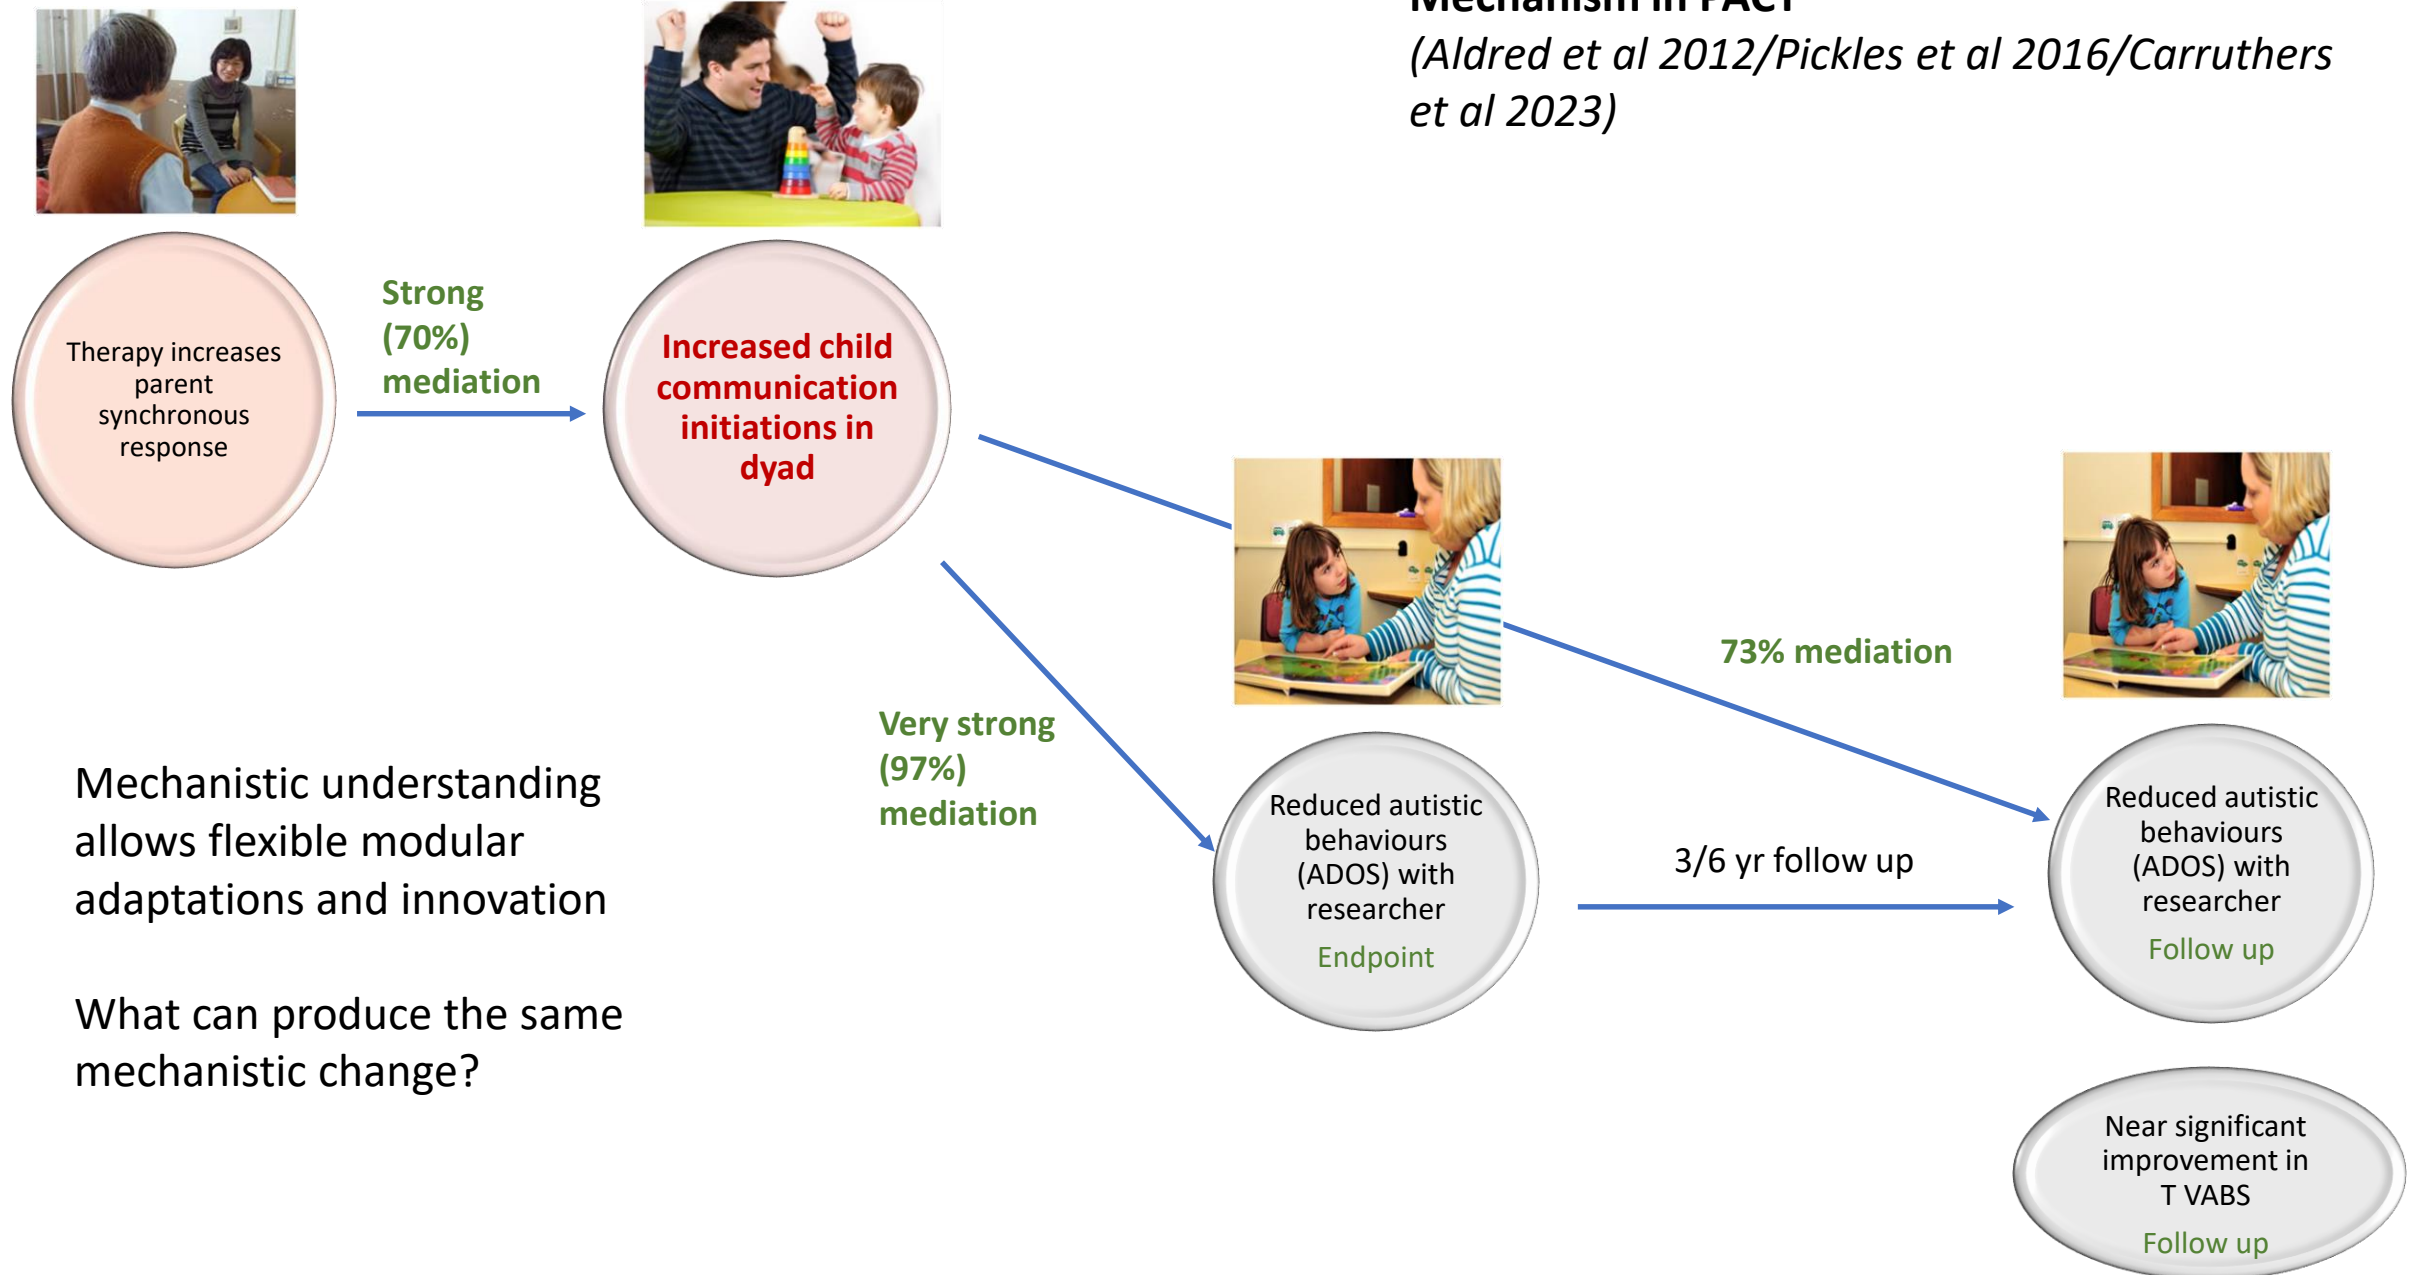 Mechanism in PACT
(Aldred et al 2012/Pickles et al 2016/Carruthers
et al 2023)
Therapy increases
parent
synchronous
response
Strong
(70%)
mediation
Increased child
communication
initiations in
dyad
73% mediation
Very strong
(97%)
mediation
Reduced autistic
behaviours
(ADOS) with
researcher
Endpoint
3/6 yr follow up
Reduced autistic
behaviours
(ADOS) with
researcher
Follow up
Mechanistic understanding
allows flexible modular
adaptations and innovation
What can produce the same
mechanistic change?
Near significant
improvement in
T VABS
Follow up